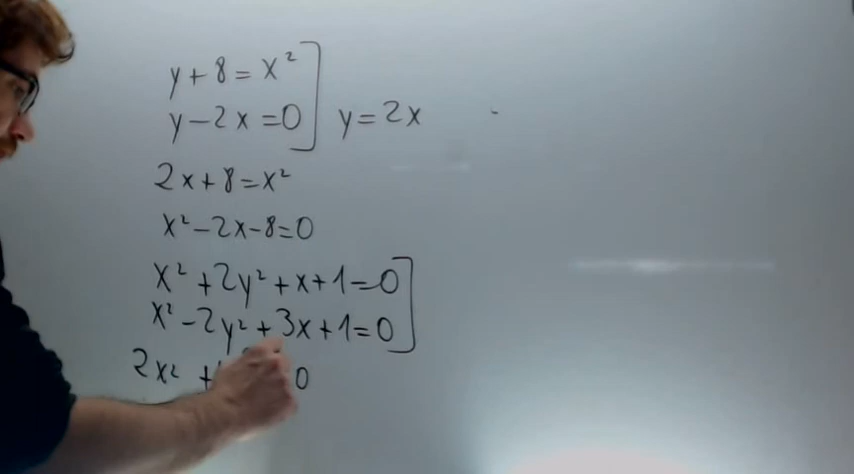 y+8=x²
y-2x=0 y=2x
2x+8=x²
x²-2x-8=0
x²+2y²+x+1=0
x²-2y²+3x+1=0
2x² + 0